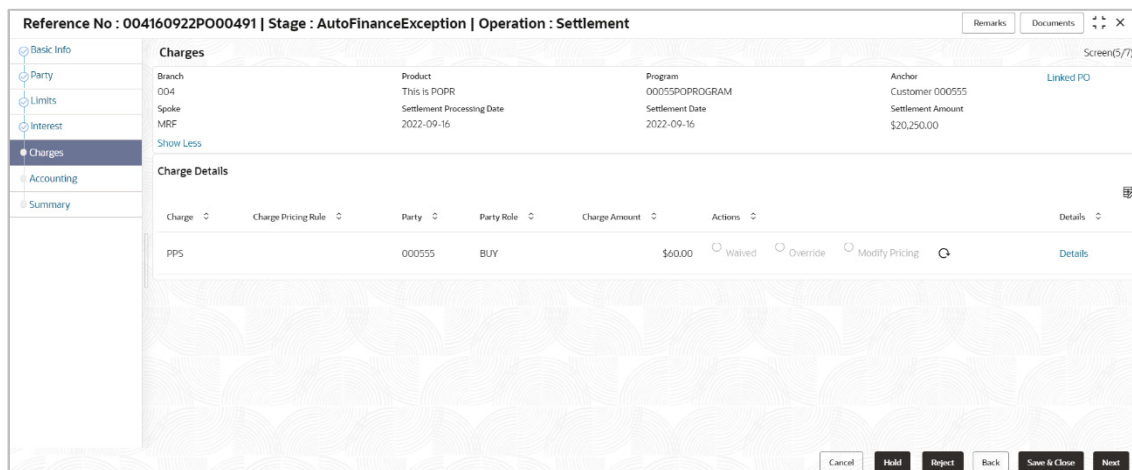 Reference No : 004160922PO00491 | Stage : AutoFinanceException | Operation : Settlement
Remarks
Documents
Basic Info
Party
Limits
Interest
Charges
Accounting
Summary
Charges
Screen(5/7)
Branch Product Program Anchor Linked PO
004 This is POPR 00055POPROGRAM Customer 000555
Spoke Settlement Processing Date Settlement Date Settlement Amount
MRF 2022-09-16 2022-09-16 $20,250.00
Show Less
Charge Details
Charge Charge Pricing Rule Party Party Role Charge Amount Actions Details
PPS 000555 BUY $60.00 Waived Override Modify Pricing Details
Cancel Hold Reject Back Save & Close Next